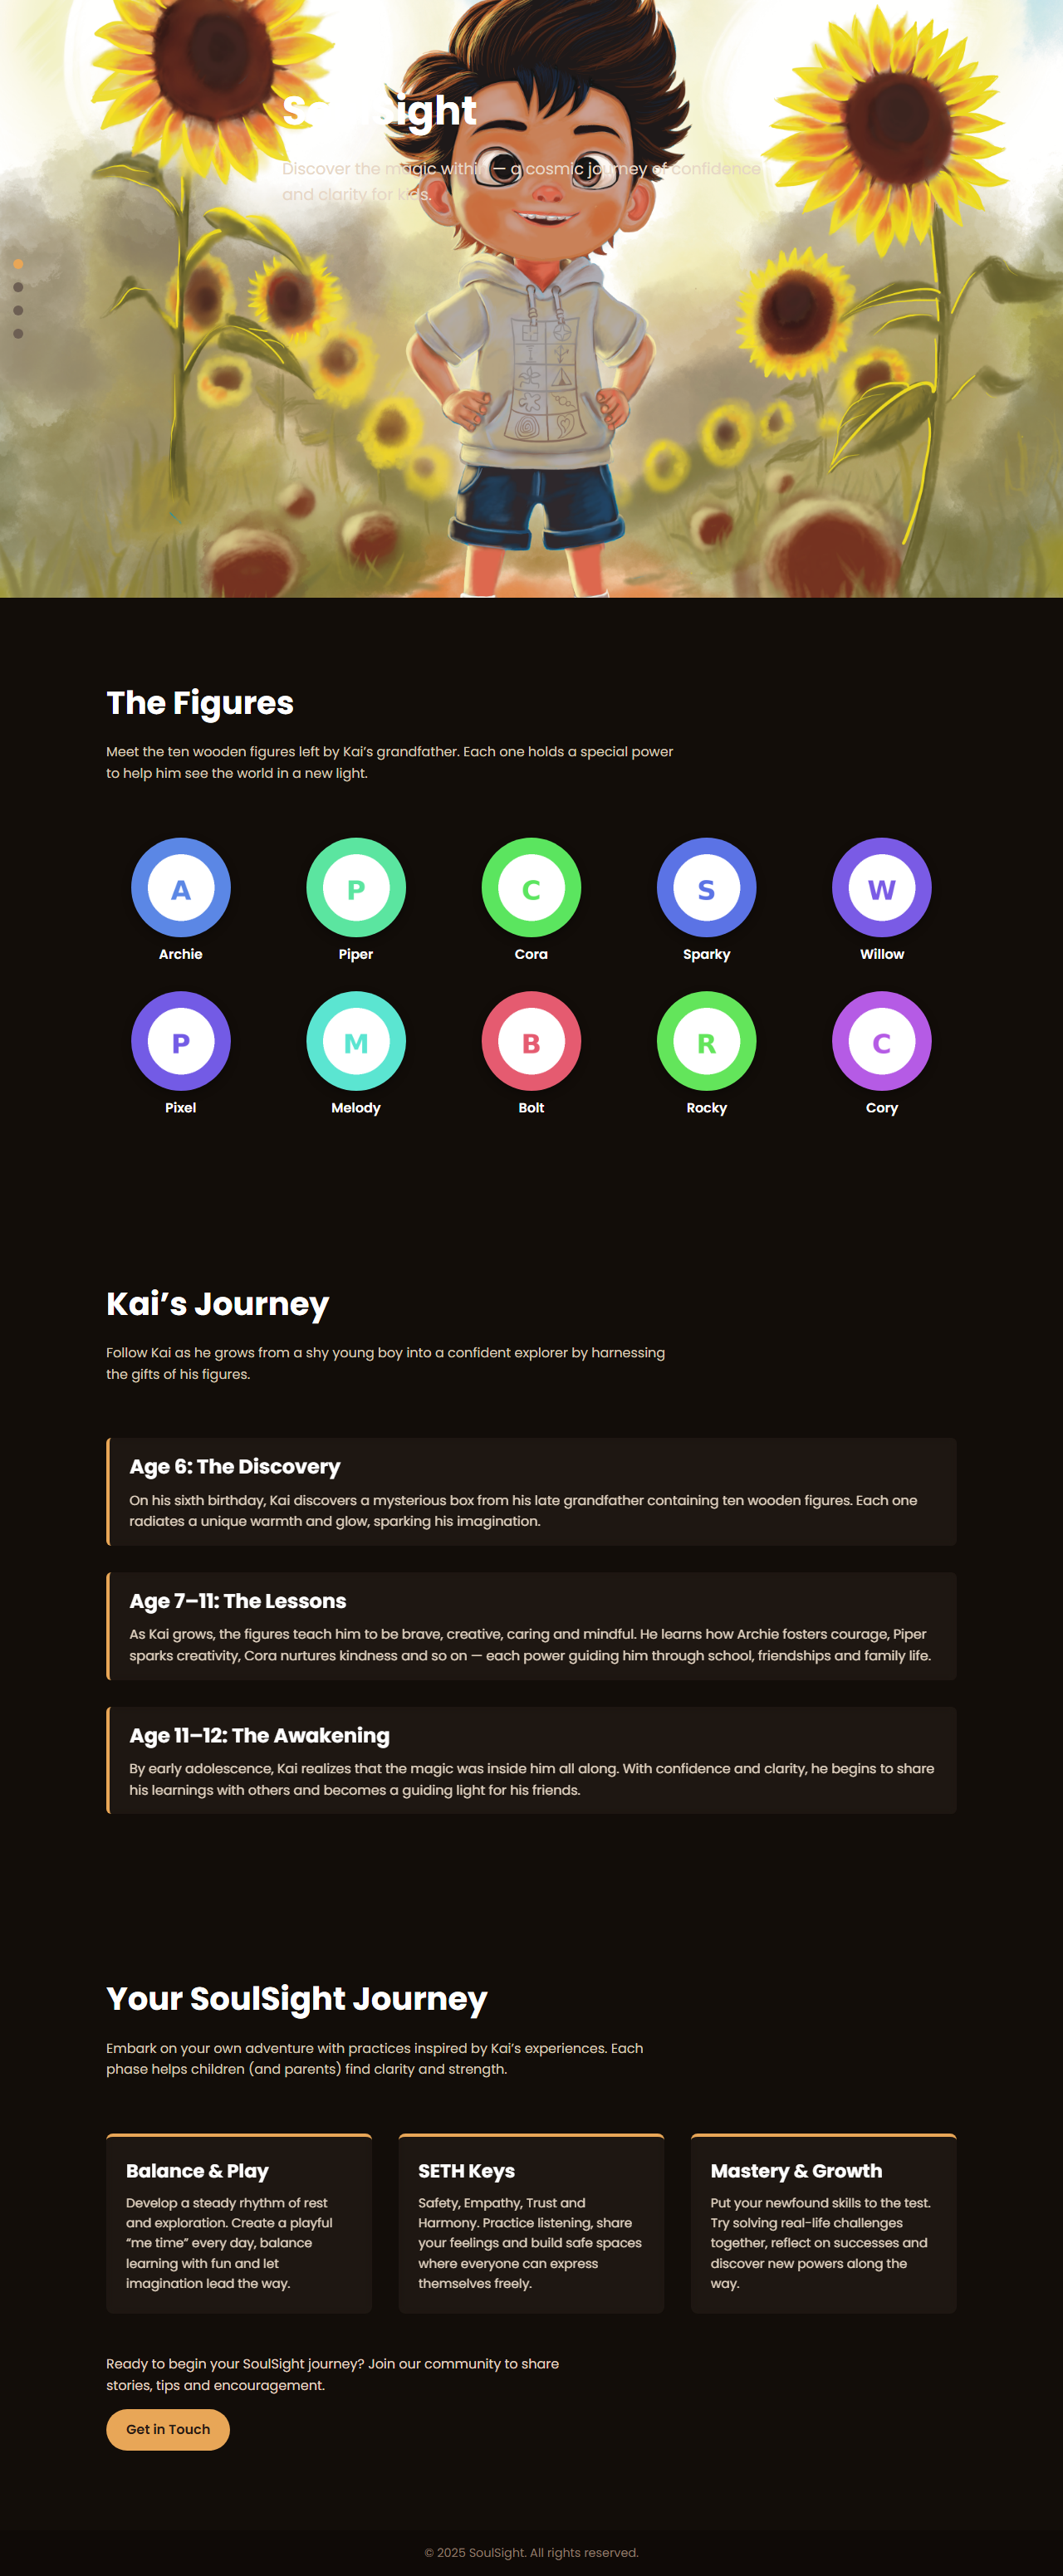 SoulSight
Discover the magic within — a cosmic journey of confidence
and clarity for kids.
The Figures
Meet the ten wooden figures left by Kai’s grandfather. Each one holds a special power
to help him see the world in a new light.
A
P
C
S
W
Archie
Piper
Cora
Sparky
Willow
P
M
B
R
C
Pixel
Melody
Bolt
Rocky
Cory
Kai’s Journey
Follow Kai as he grows from a shy young boy into a confident explorer by harnessing
the gifts of his figures.
Age 6: The Discovery
On his sixth birthday, Kai discovers a mysterious box from his late grandfather containing ten wooden figures. Each one
radiates a unique warmth and glow, sparking his imagination.
Age 7–11: The Lessons
As Kai grows, the figures teach him to be brave, creative, caring and mindful. He learns how Archie fosters courage, Piper
sparks creativity, Cora nurtures kindness and so on — each power guiding him through school, friendships and family life.
Age 11–12: The Awakening
By early adolescence, Kai realizes that the magic was inside him all along. With confidence and clarity, he begins to share
his learnings with others and becomes a guiding light for his friends.
Your SoulSight Journey
Embark on your own adventure with practices inspired by Kai’s experiences. Each
phase helps children (and parents) find clarity and strength.
Balance & Play
Develop a steady rhythm of rest
and exploration. Create a playful
“me time” every day, balance
learning with fun and let
imagination lead the way.
SETH Keys
Safety, Empathy, Trust and
Harmony. Practice listening, share
your feelings and build safe spaces
where everyone can express
themselves freely.
Mastery & Growth
Put your newfound skills to the test.
Try solving real-life challenges
together, reflect on successes and
discover new powers along the
way.
Ready to begin your SoulSight journey? Join our community to share
stories, tips and encouragement.
Get in Touch
© 2025 SoulSight. All rights reserved.